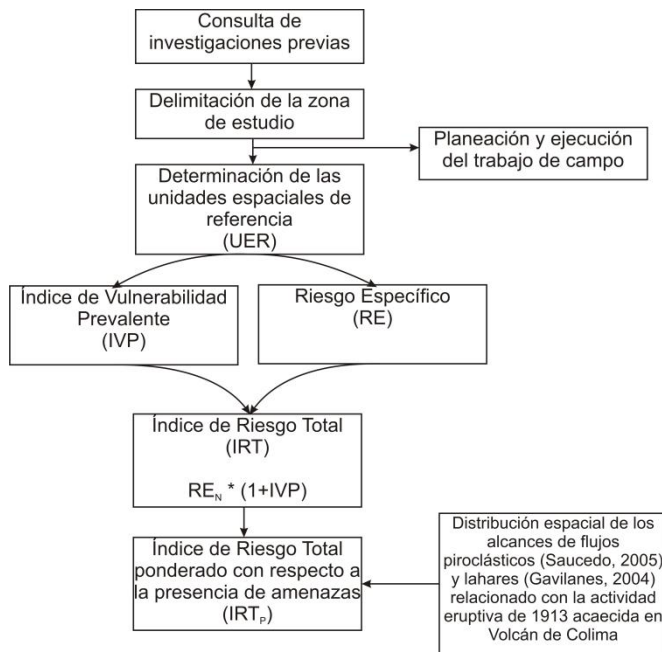 Consulta
de investigaciones previas
Delimitación de la zona
de estudio
Planeación y ejecución
del trabajo de campo
Determinación de las
unidades espaciales de
referencia
(UER)
Índice de Vulnerabilidad
Prevalente
(IVP)
Riesgo Específico
(RE)
Índice de Riesgo Total
(IRT)
RE_N * (1+IVP)
Índice de Riesgo Total
ponderado con respecto a
la presencia de amenazas
(IRT_P)
Distribución espacial de los
alcances de flujos
piroclásticos (Saucedo, 2005)
y lahares (Gavilanes, 2004)
relacionado con la actividad
eruptiva de 1913 acaecida en
Volcán de Colima